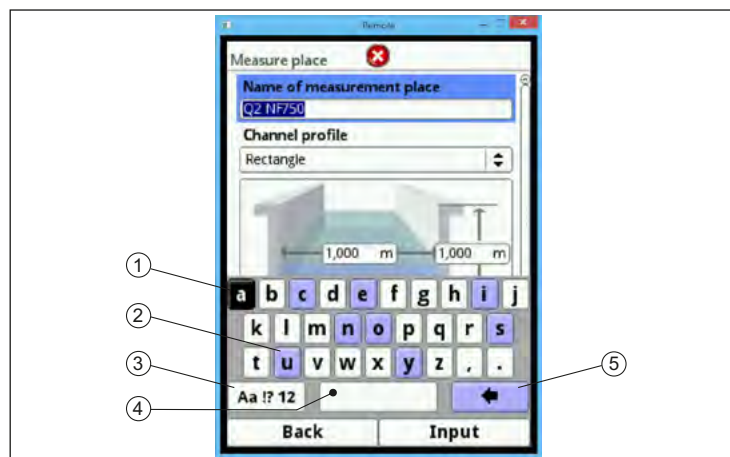 Remote
Measure place
Name of measurement place
Q2 NF750
Channel profile
Rectangle
1,000 m 1,000 m
1 a b c d e f g h i j
2 k l m n o p q r s
t u v w x y z , .
3 Aa !? 12 5
4
Back Input